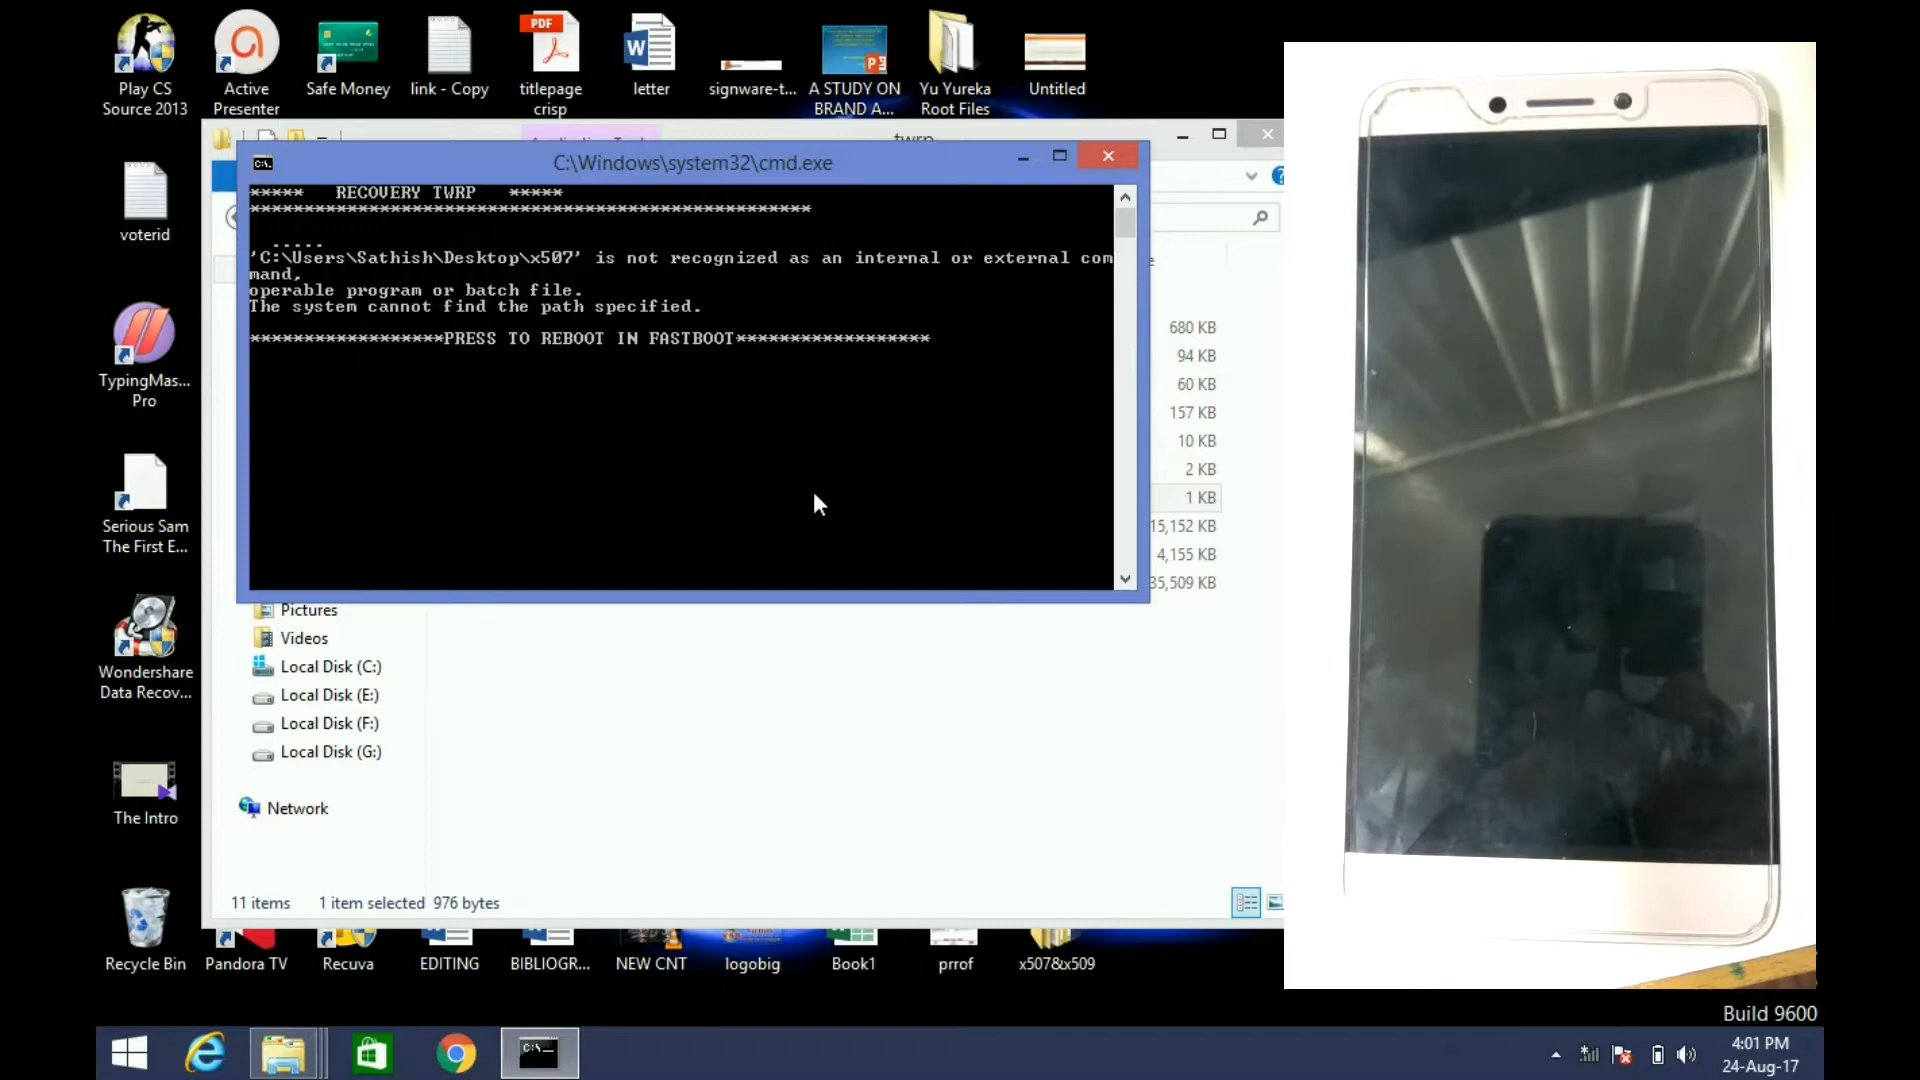 Play CS
Source 2013
Active
Presenter
Safe Money
link - Copy
PDF
titlepage
crisp
letter
signware-t...
A STUDY ON
BRAND A...
Yu Yureka
Root Files
Untitled
voterid
TypingMas...
Pro
Serious Sam
The First E...
Wondershare
Data Recov...
The Intro
Recycle Bin
Pandora TV
Recuva
EDITING
BIBLIOGR...
NEW CNT
logobig
Book1
prrof
x507&x509
C:\Windows\system32\cmd.exe
***** RECOVERY TWRP *****
****************************************************
.....
'C:\Users\Sathish\Desktop\x507' is not recognized as an internal or external com
mand,
operable program or batch file.
The system cannot find the path specified.
******************PRESS TO REBOOT IN FASTBOOT******************
680 KB
94 KB
60 KB
157 KB
10 KB
2 KB
1 KB
15,152 KB
4,155 KB
35,509 KB
Pictures
Videos
Local Disk (C:)
Local Disk (E:)
Local Disk (F:)
Local Disk (G:)
Network
11 items 1 item selected 976 bytes
Build 9600
4:01 PM
24-Aug-17